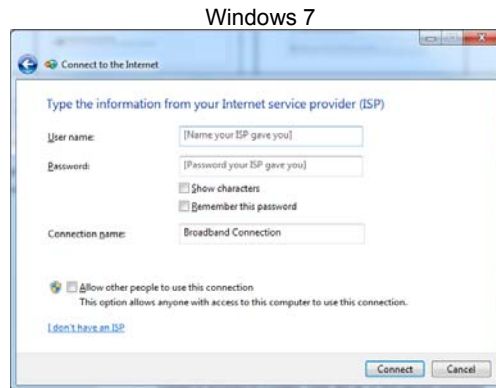 Windows 7
Connect to the Internet
Type the information from your Internet service provider (ISP)
User name:
[Name your ISP gave you]
Password:
[Password your ISP gave you]
Show characters
Remember this password
Connection name:
Broadband Connection
Allow other people to use this connection
This option allows anyone with access to this computer to use this connection.
I don't have an ISP
Connect
Cancel